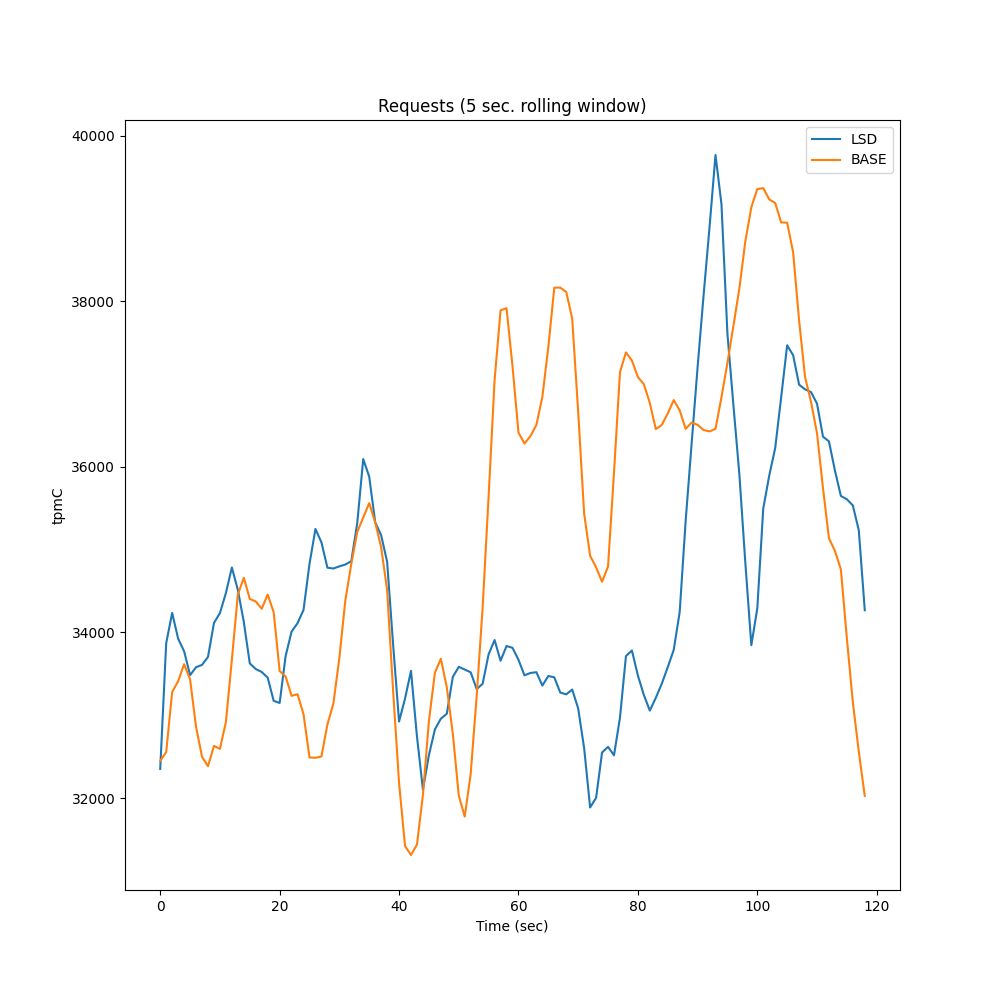 Requests (5 sec. rolling window)
LSD
BASE
tpmC
40000
38000
36000
34000
32000
0 20 40 60 80 100 120
Time (sec)